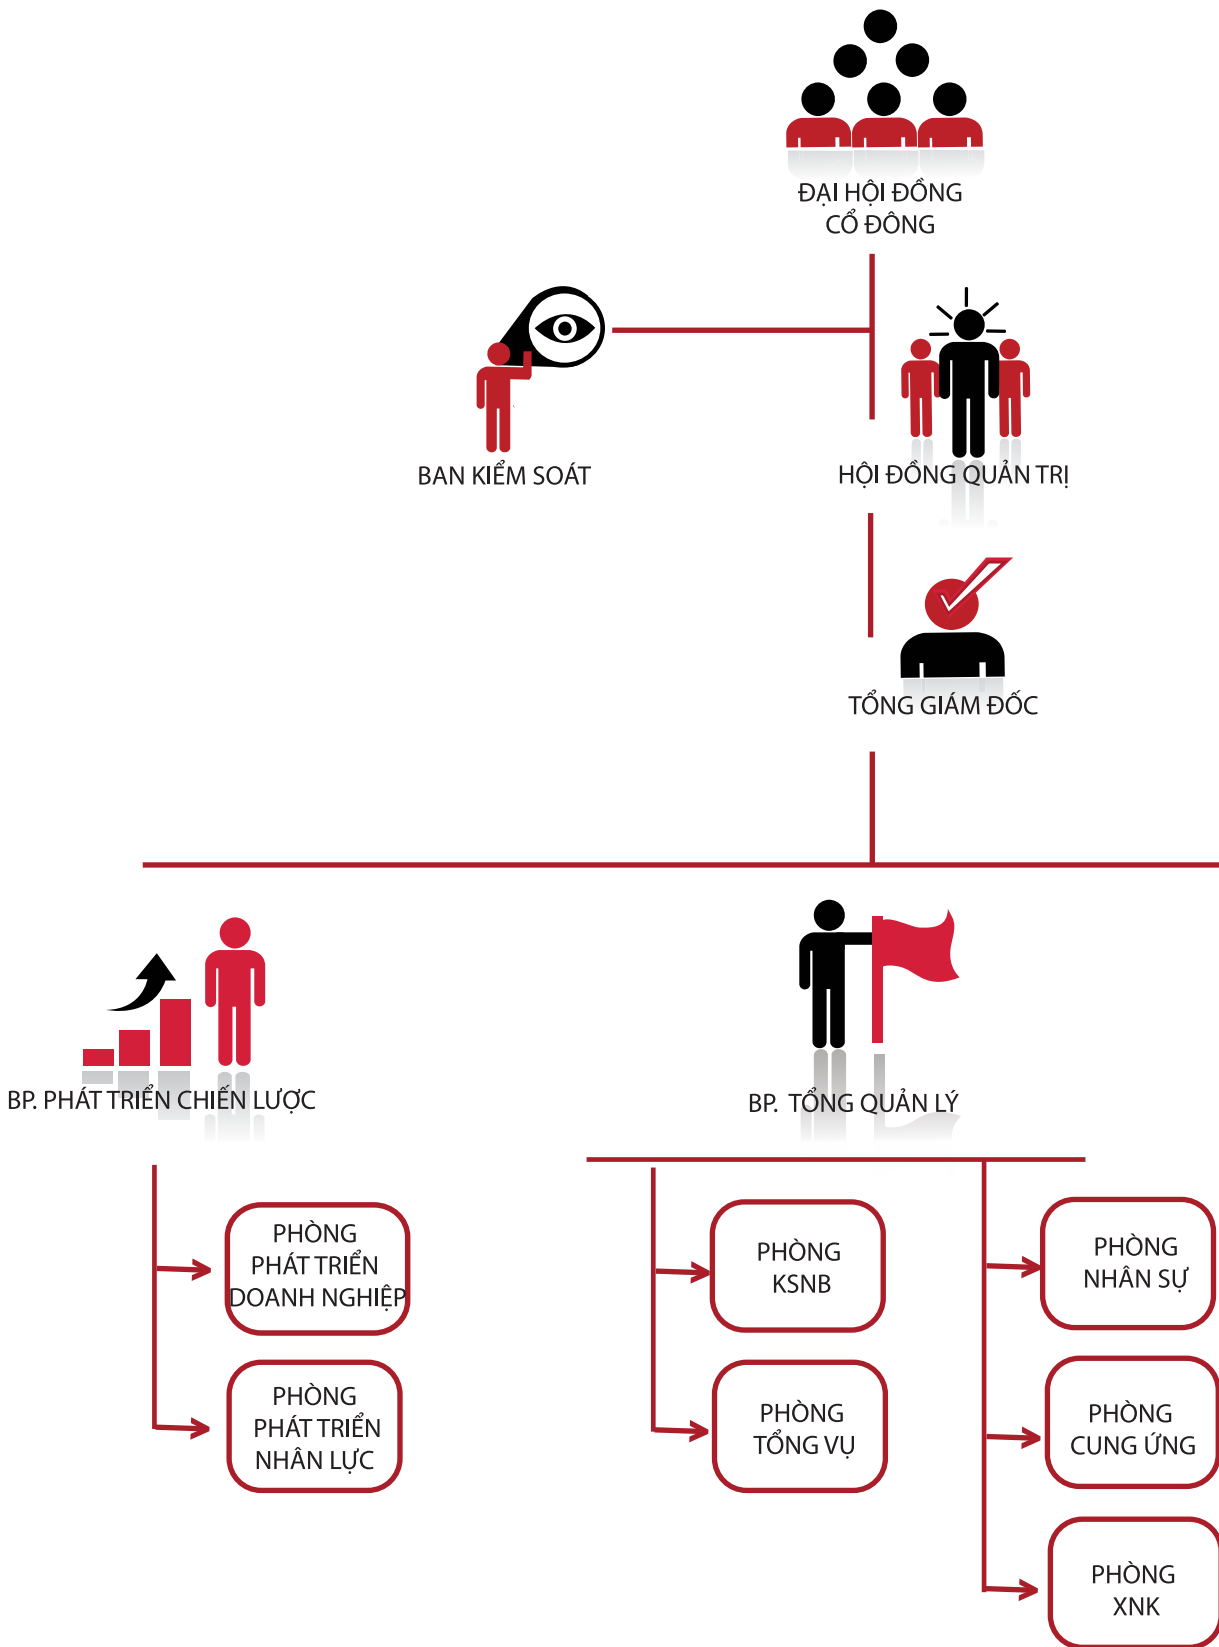 ĐẠI HỘI ĐỒNG
CỔ ĐÔNG
BAN KIỂM SOÁT
HỘI ĐỒNG QUẢN TRỊ
TỔNG GIÁM ĐỐC
BP. PHÁT TRIỂN CHIẾN LƯỢC
BP. TỔNG QUẢN LÝ
PHÒNG
PHÁT TRIỂN
DOANH NGHIỆP
PHÒNG
PHÁT TRIỂN
NHÂN LỰC
PHÒNG
KSNB
PHÒNG
TỔNG VỤ
PHÒNG
NHÂN SỰ
PHÒNG
CUNG ỨNG
PHÒNG
XNK